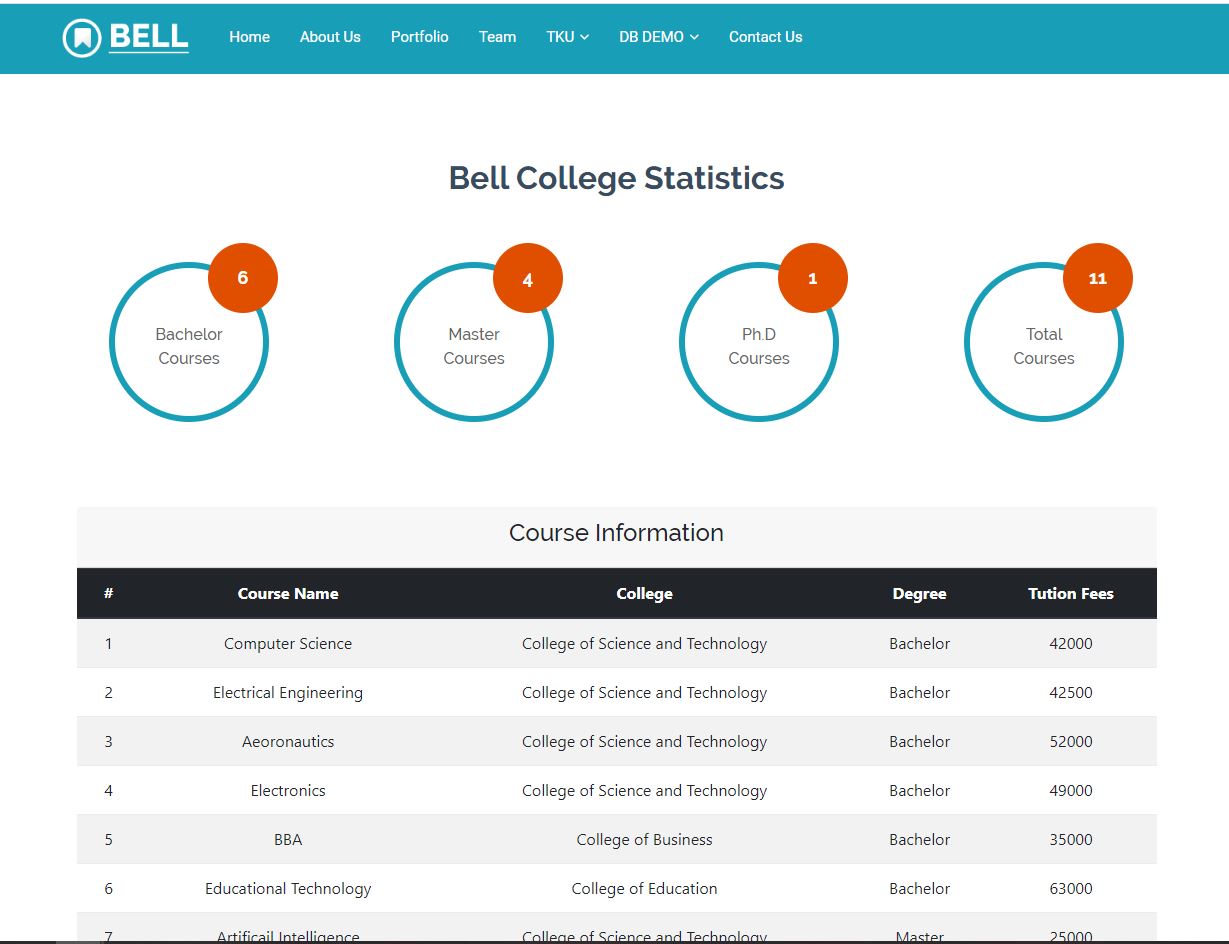 BELL Home About Us Portfolio Team TKU DB DEMO Contact Us
Bell College Statistics
6
Bachelor
Courses
4
Master
Courses
1
Ph.D
Courses
11
Total
Courses
Course Information
# Course Name College Degree Tution Fees
1 Computer Science College of Science and Technology Bachelor 42000
2 Electrical Engineering College of Science and Technology Bachelor 42500
3 Aeoronautics College of Science and Technology Bachelor 52000
4 Electronics College of Science and Technology Bachelor 49000
5 BBA College of Business Bachelor 35000
6 Educational Technology College of Education Bachelor 63000
7 Artificail Intelligence College of Science and Technology Master 25000